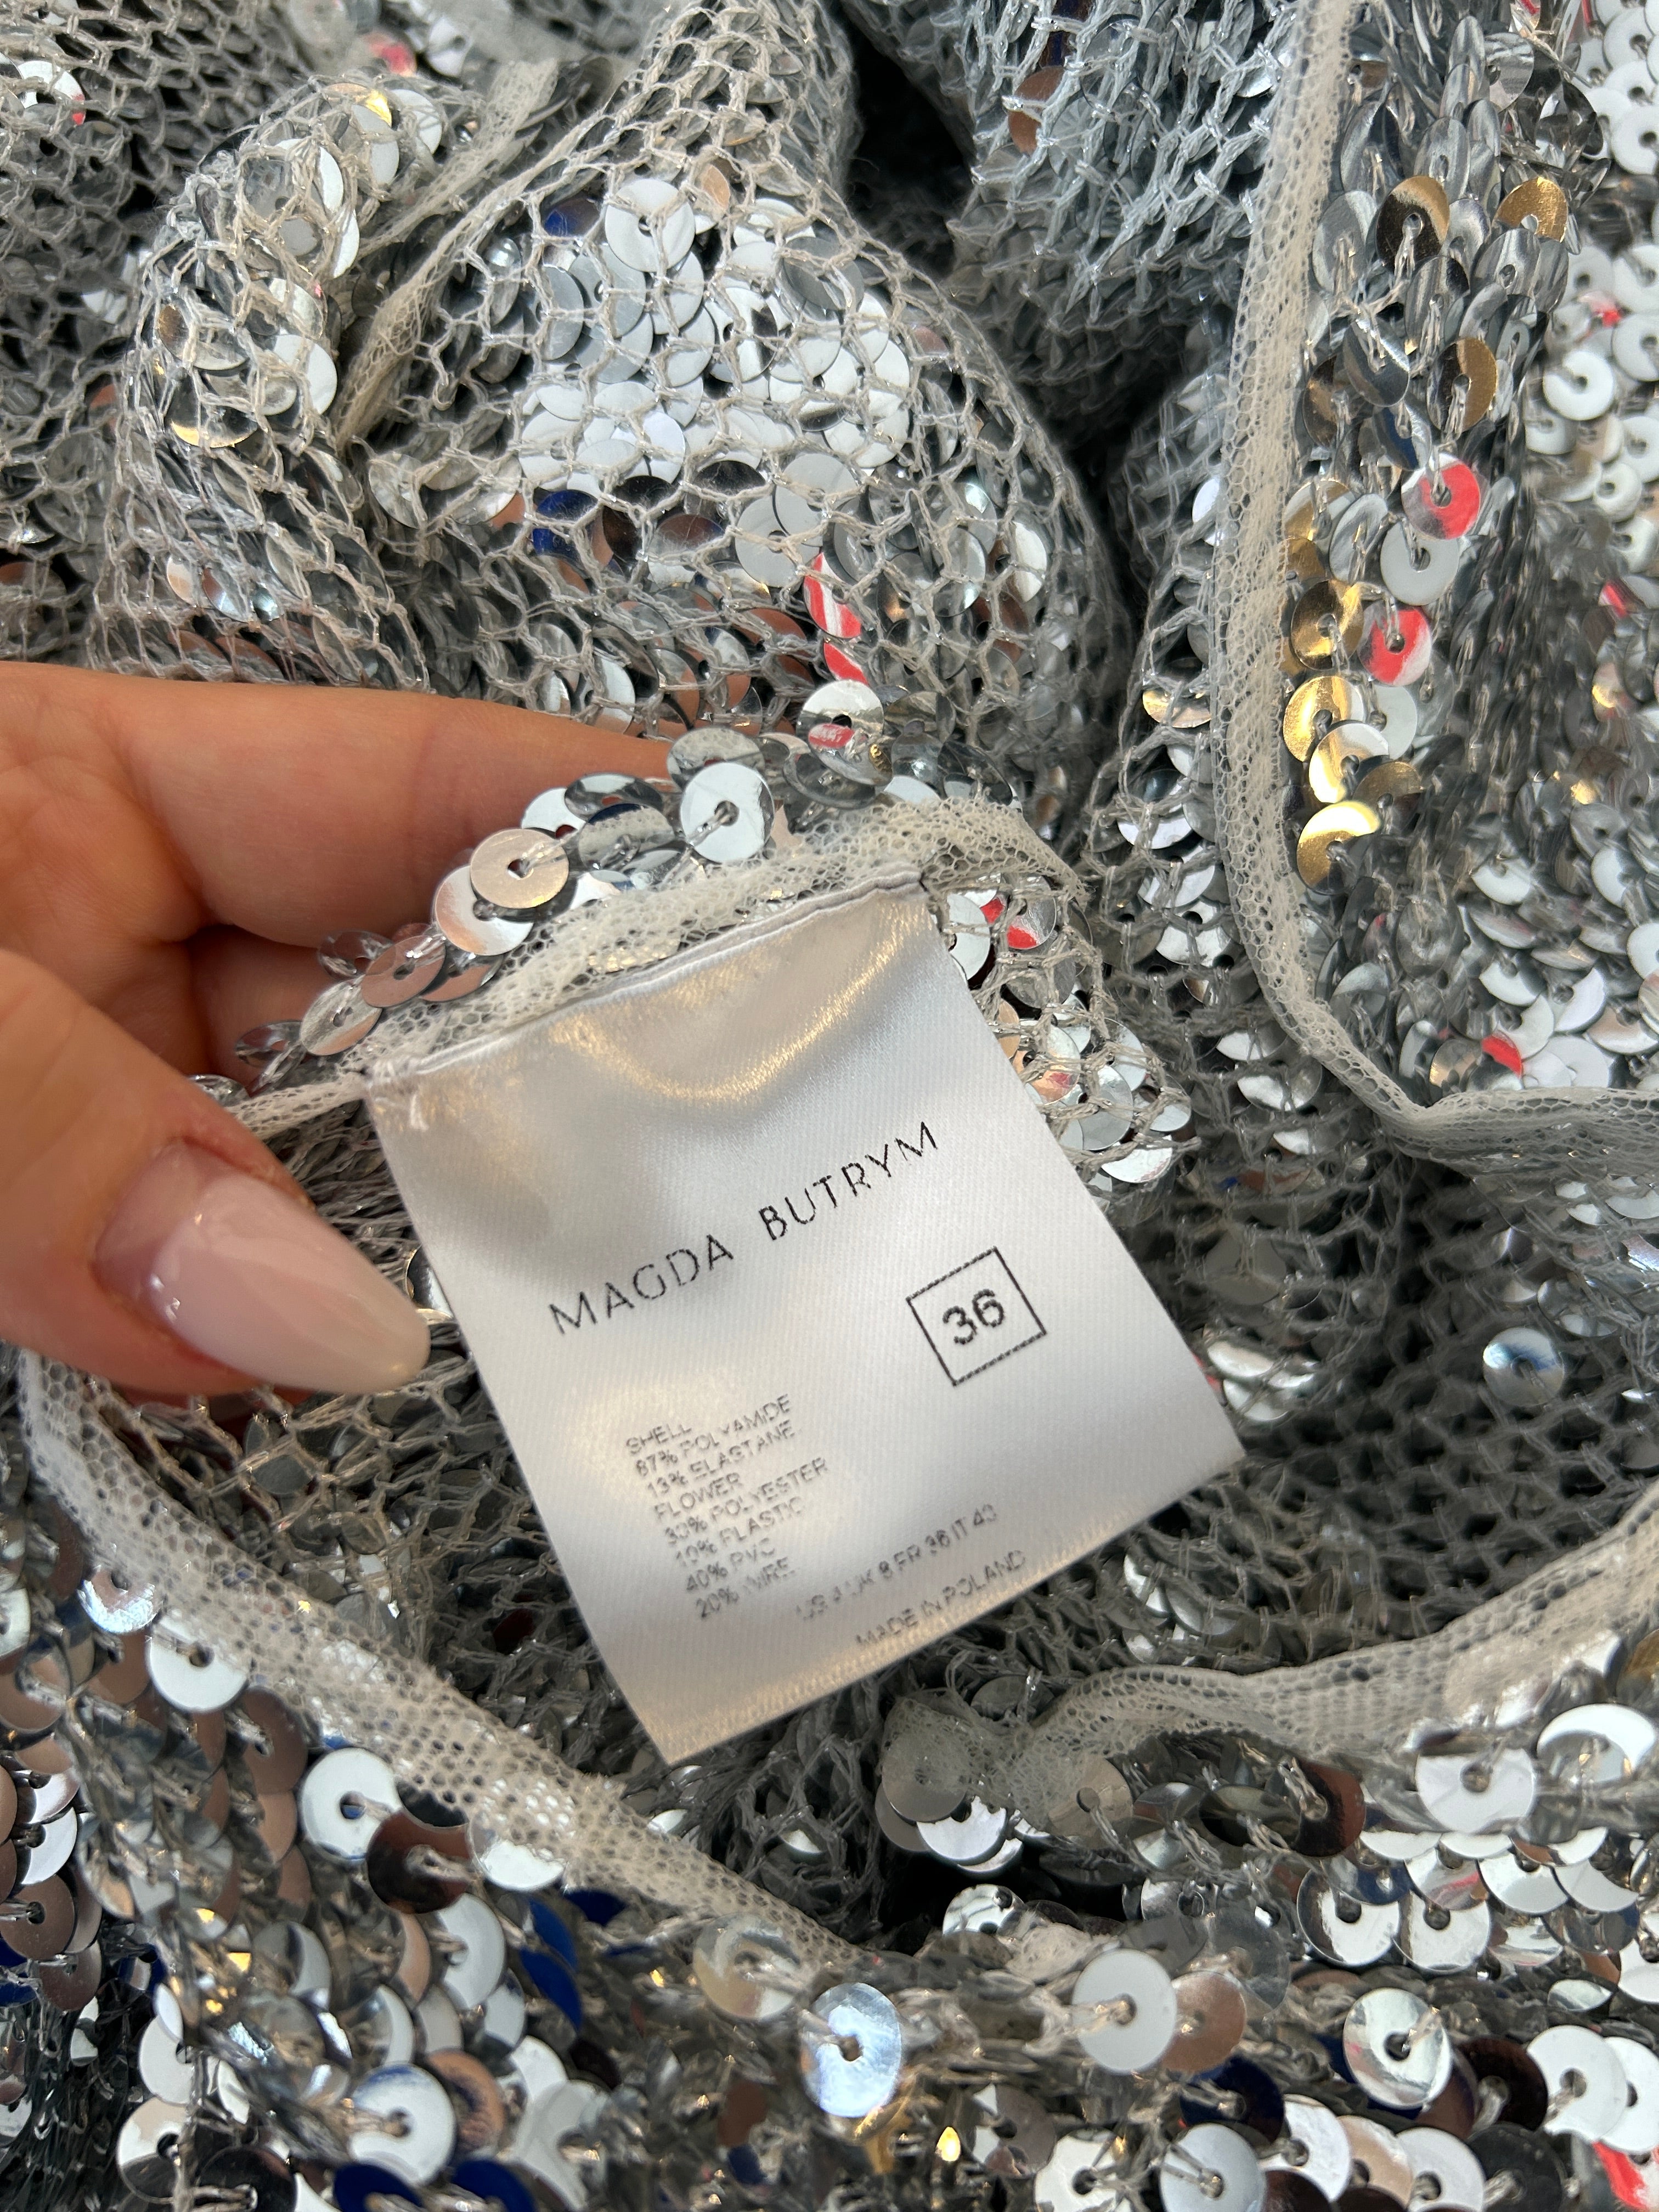 MAGDA BUTRYM
36
SHELL
87% POLYAMIDE
13% ELASTANE
FLOWER
30% POLYESTER
10% PLASTIC
40% PVC
20% WIRE
US 4 UK 8 FR 36 IT 40
MADE IN POLAND